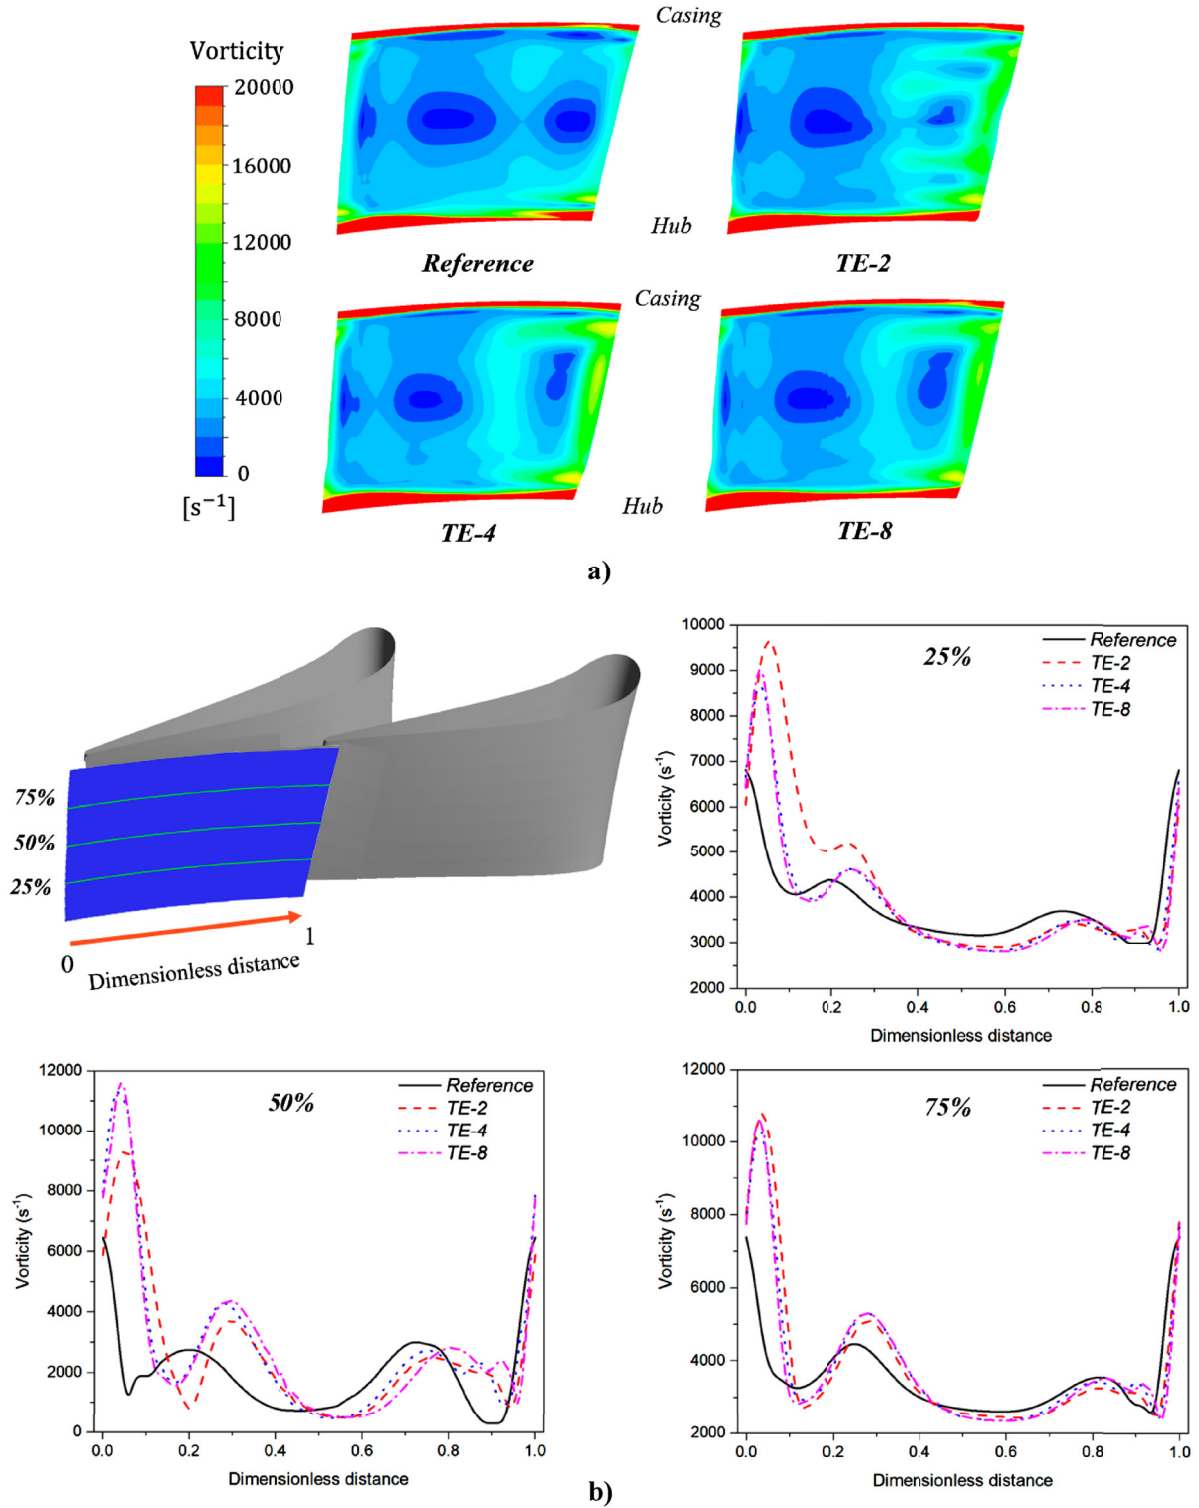 Casing
Vorticity
20000
16000
12000
8000
4000
0
[s⁻¹]
Hub
Reference
TE-2
Casing
Hub
TE-4
TE-8
a)
75%
50%
25%
0
1
Dimensionless distance
10000
9000
8000
7000
6000
5000
4000
3000
2000
Vorticity (s⁻¹)
25%
Reference
TE-2
TE-4
TE-8
0.0 0.2 0.4 0.6 0.8 1.0
Dimensionless distance
12000
10000
8000
6000
4000
2000
0
Vorticity (s⁻¹)
50%
Reference
TE-2
TE-4
TE-8
0.0 0.2 0.4 0.6 0.8 1.0
Dimensionless distance
12000
10000
8000
6000
4000
2000
Vorticity (s⁻¹)
75%
Reference
TE-2
TE-4
TE-8
0.0 0.2 0.4 0.6 0.8 1.0
Dimensionless distance
b)